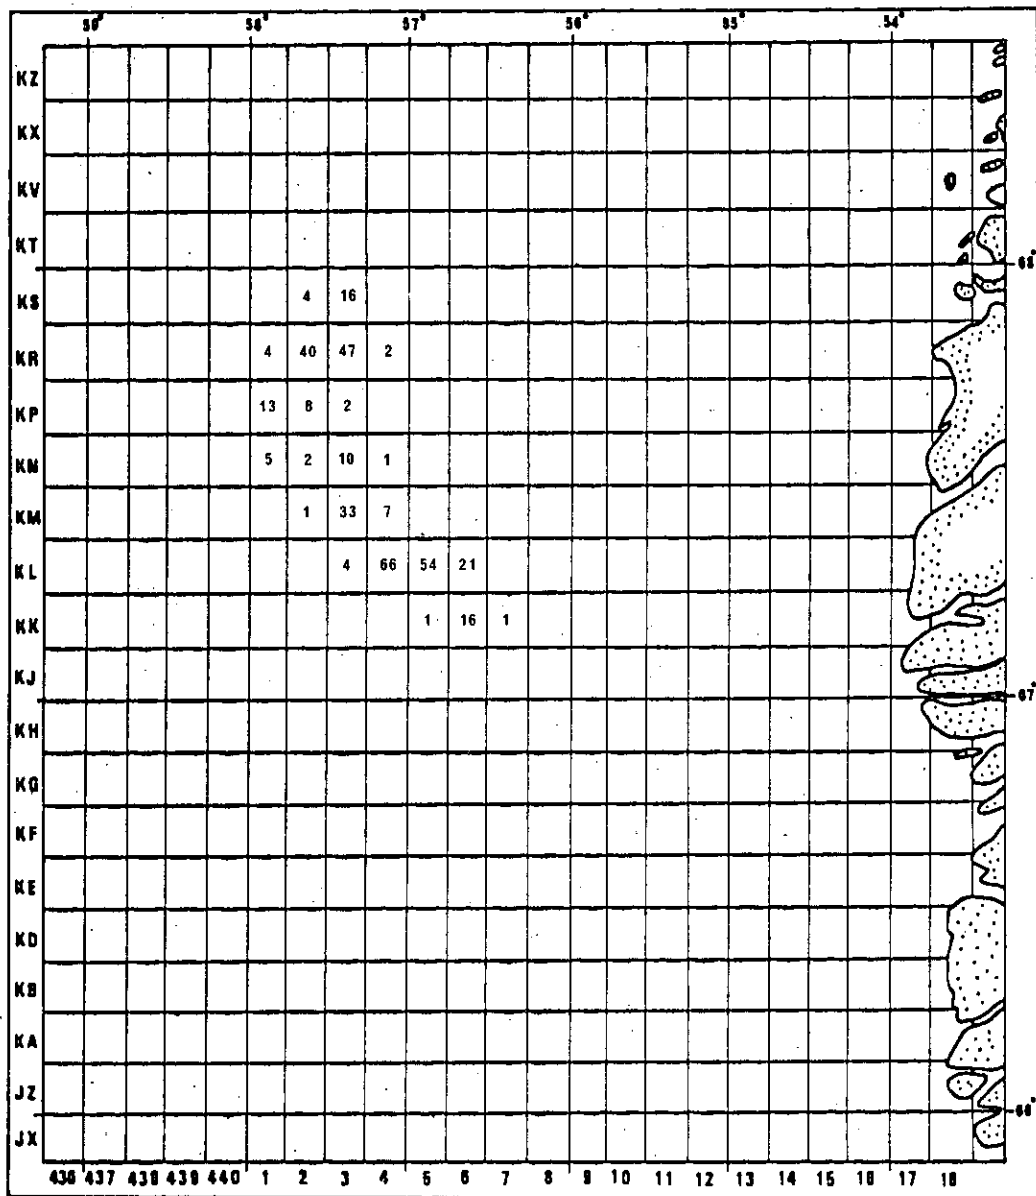 59° 58° 57° 56° 55° 54°
KZ
KX
KV
KT
68°
KS 4 16
KR 4 40 47 2
KP 13 8 2
KN 5 2 10 1
KM 1 33 7
KL 4 66 54 21
KK 1 16 1
KJ
67°
KH
KG
KF
KE
KD
KB
KA
JZ
66°
JX
436 437 438 439 440 1 2 3 4 5 6 7 8 9 10 11 12 13 14 15 16 17 18